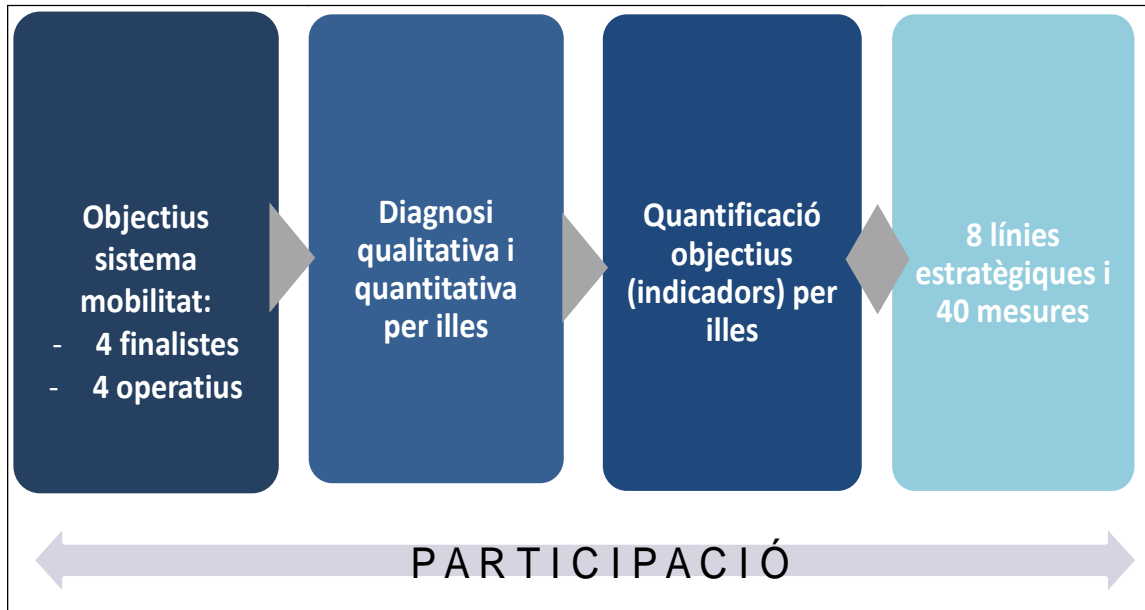 Objectius
sistema
mobilitat:
- 4 finalistes
- 4 operatius
Diagnosi
qualitativa i
quantitativa
per illes
Quantificació
objectius
(indicadors) per
illes
8 línies
estratègiques i
40 mesures
PARTICIPACIÓ